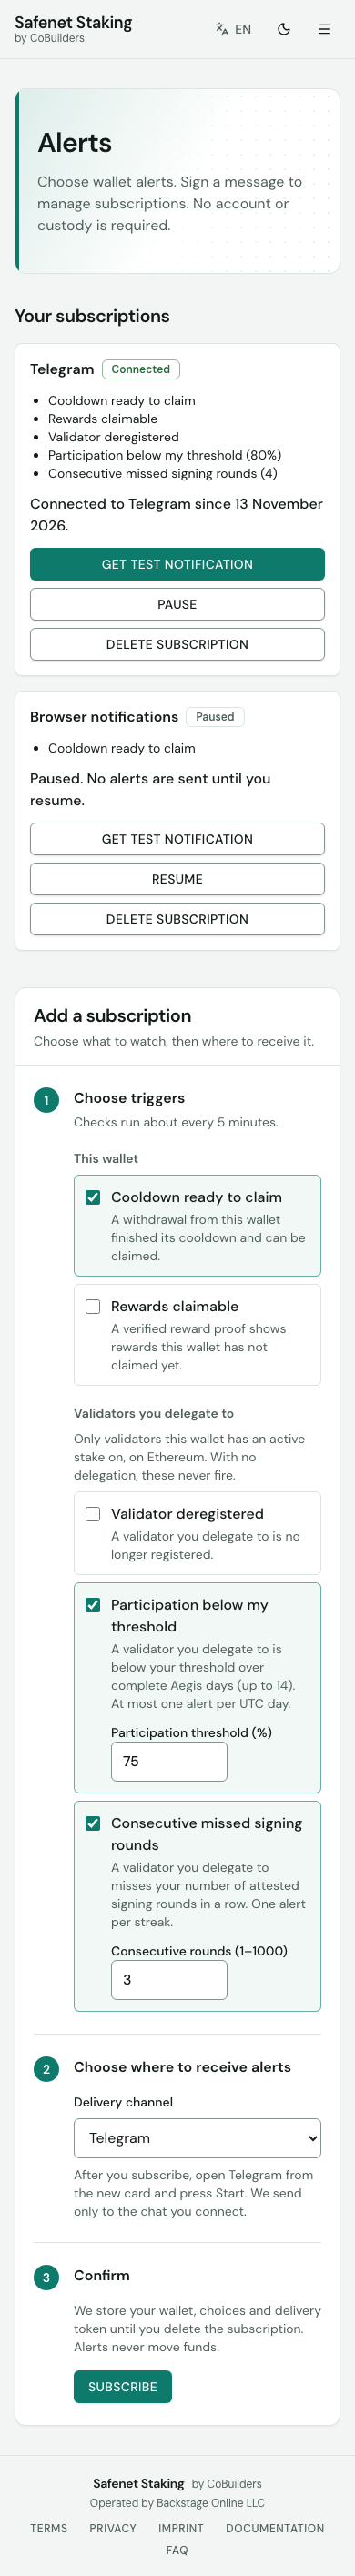 Safenet Staking
by CoBuilders
EN
Alerts
Choose wallet alerts. Sign a message to
manage subscriptions. No account or
custody is required.
Your subscriptions
Telegram Connected
• Cooldown ready to claim
• Rewards claimable
• Validator deregistered
• Participation below my threshold (80%)
• Consecutive missed signing rounds (4)
Connected to Telegram since 13 November
2026.
GET TEST NOTIFICATION
PAUSE
DELETE SUBSCRIPTION
Browser notifications Paused
• Cooldown ready to claim
Paused. No alerts are sent until you
resume.
GET TEST NOTIFICATION
RESUME
DELETE SUBSCRIPTION
Add a subscription
Choose what to watch, then where to receive it.
1 Choose triggers
Checks run about every 5 minutes.
This wallet
Cooldown ready to claim
A withdrawal from this wallet
finished its cooldown and can be
claimed.
Rewards claimable
A verified reward proof shows
rewards this wallet has not
claimed yet.
Validators you delegate to
Only validators this wallet has an active
stake on, on Ethereum. With no
delegation, these never fire.
Validator deregistered
A validator you delegate to is no
longer registered.
Participation below my
threshold
A validator you delegate to is
below your threshold over
complete Aegis days (up to 14).
At most one alert per UTC day.
Participation threshold (%)
75
Consecutive missed signing
rounds
A validator you delegate to
misses your number of attested
signing rounds in a row. One alert
per streak.
Consecutive rounds (1–1000)
3
2 Choose where to receive alerts
Delivery channel
Telegram
After you subscribe, open Telegram from
the new card and press Start. We send
only to the chat you connect.
3 Confirm
We store your wallet, choices and delivery
token until you delete the subscription.
Alerts never move funds.
SUBSCRIBE
Safenet Staking by CoBuilders
Operated by Backstage Online LLC
TERMS PRIVACY IMPRINT DOCUMENTATION
FAQ